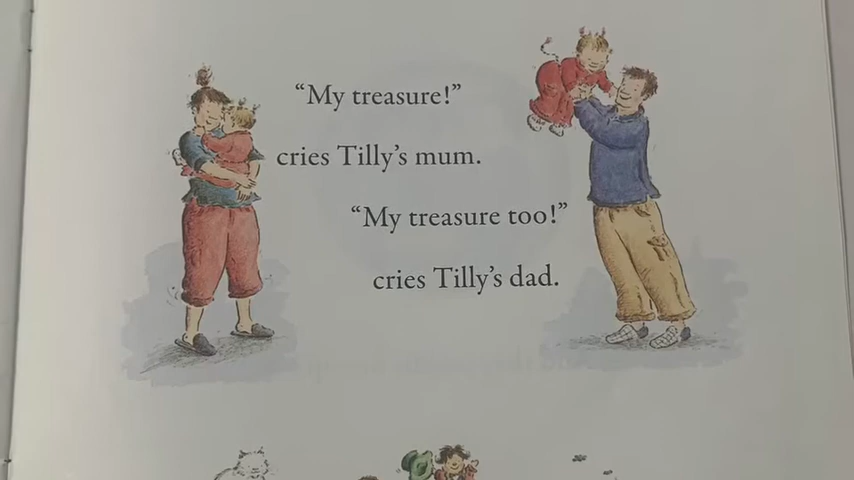 “My treasure!”
cries Tilly’s mum.
“My treasure too!”
cries Tilly’s dad.